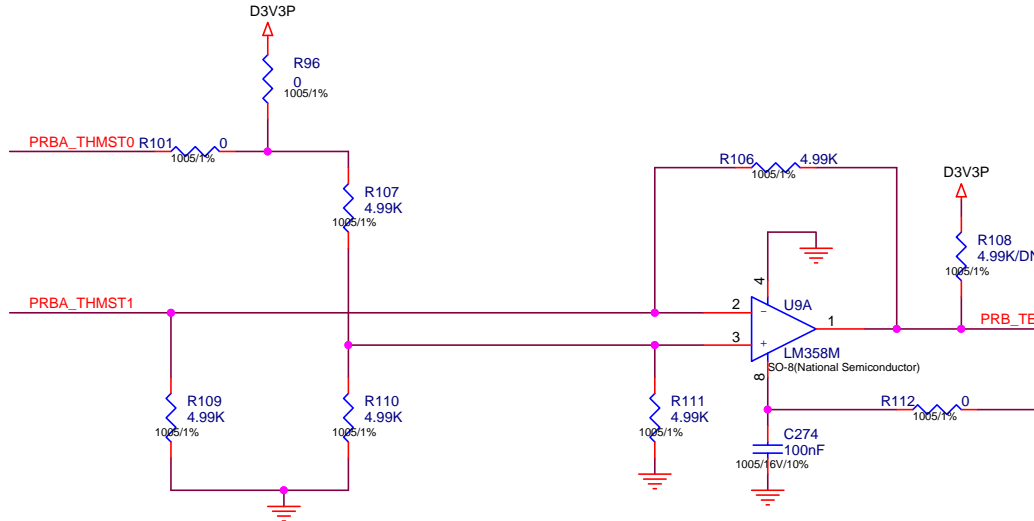 D3V3P
R96
0
1005/1%
PRBA_THMST0
R101
0
1005/1%
R107
4.99K
1005/1%
R106
4.99K
1005/1%
D3V3P
R108
4.99K/DN
1005/1%
4
U9A
PRBA_THMST1
2
1
PRB_TE
3
LM358M
SO-8(National Semiconductor)
8
R109
4.99K
1005/1%
R110
4.99K
1005/1%
R111
4.99K
1005/1%
R112
0
1005/1%
C274
100nF
1005/16V/10%